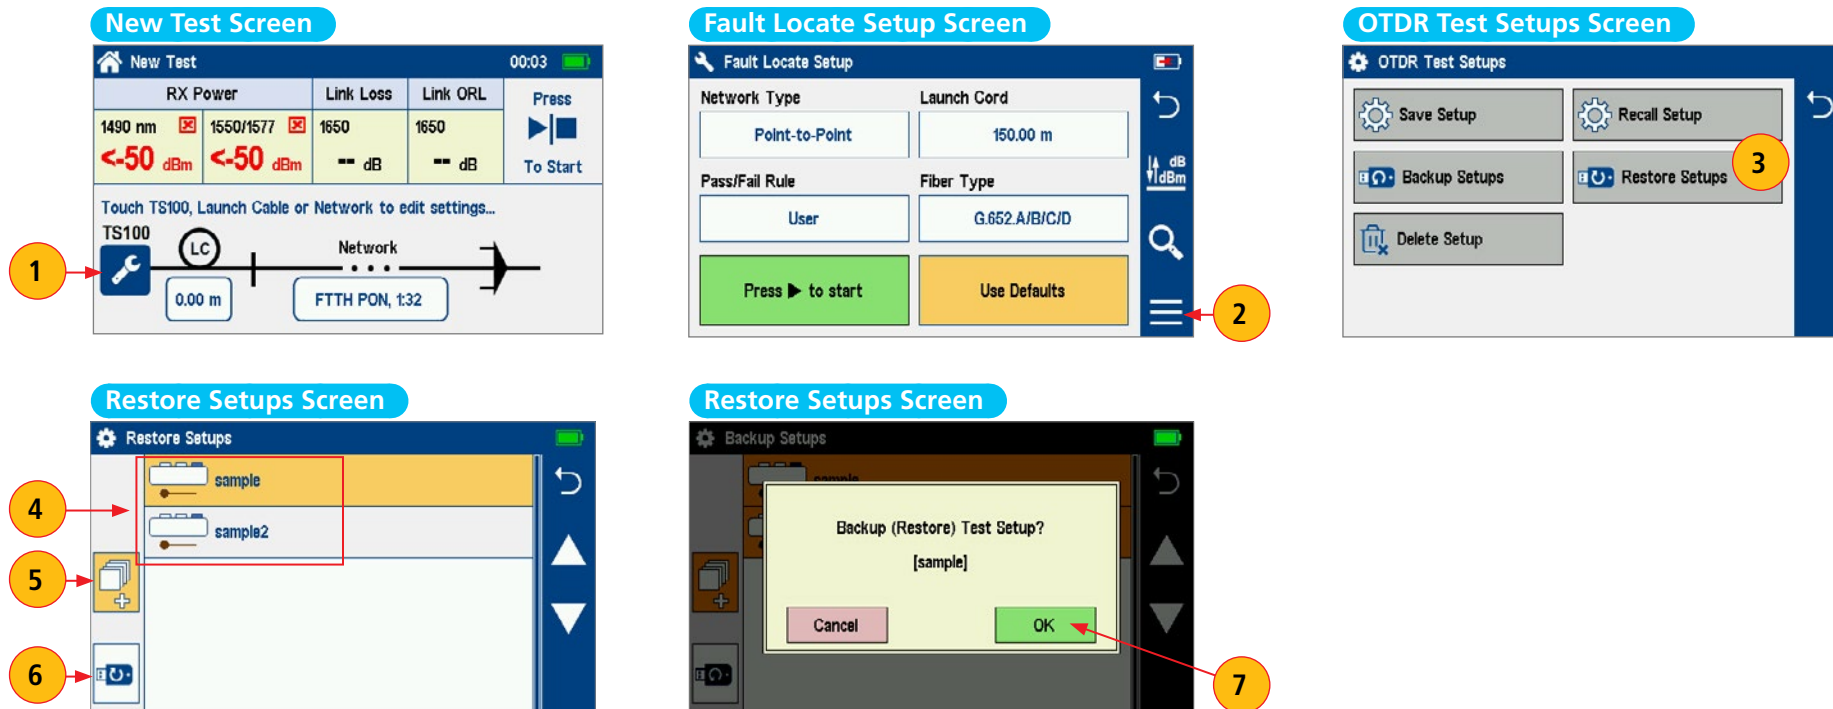 New Test Screen
New Test
00:03
RX Power
Link Loss
Link ORL
Press
1490 nm
1550/1577
1650
1650
<-50 dBm
<-50 dBm
-- dB
-- dB
To Start
Touch TS100, Launch Cable or Network to edit settings...
TS100
LC
Network
1
0.00 m
FTTH PON, 1:32
Fault Locate Setup Screen
Fault Locate Setup
Network Type
Launch Cord
Point-to-Point
150.00 m
dB
dBm
Pass/Fail Rule
Fiber Type
User
G.652.A/B/C/D
Press ▶ to start
Use Defaults
2
OTDR Test Setups Screen
OTDR Test Setups
Save Setup
Recall Setup
Backup Setups
Restore Setups
3
Delete Setup
Restore Setups Screen
Restore Setups
sample
4
sample2
5
6
Restore Setups Screen
Backup Setups
sample
Backup (Restore) Test Setup?
[sample]
Cancel
OK
7